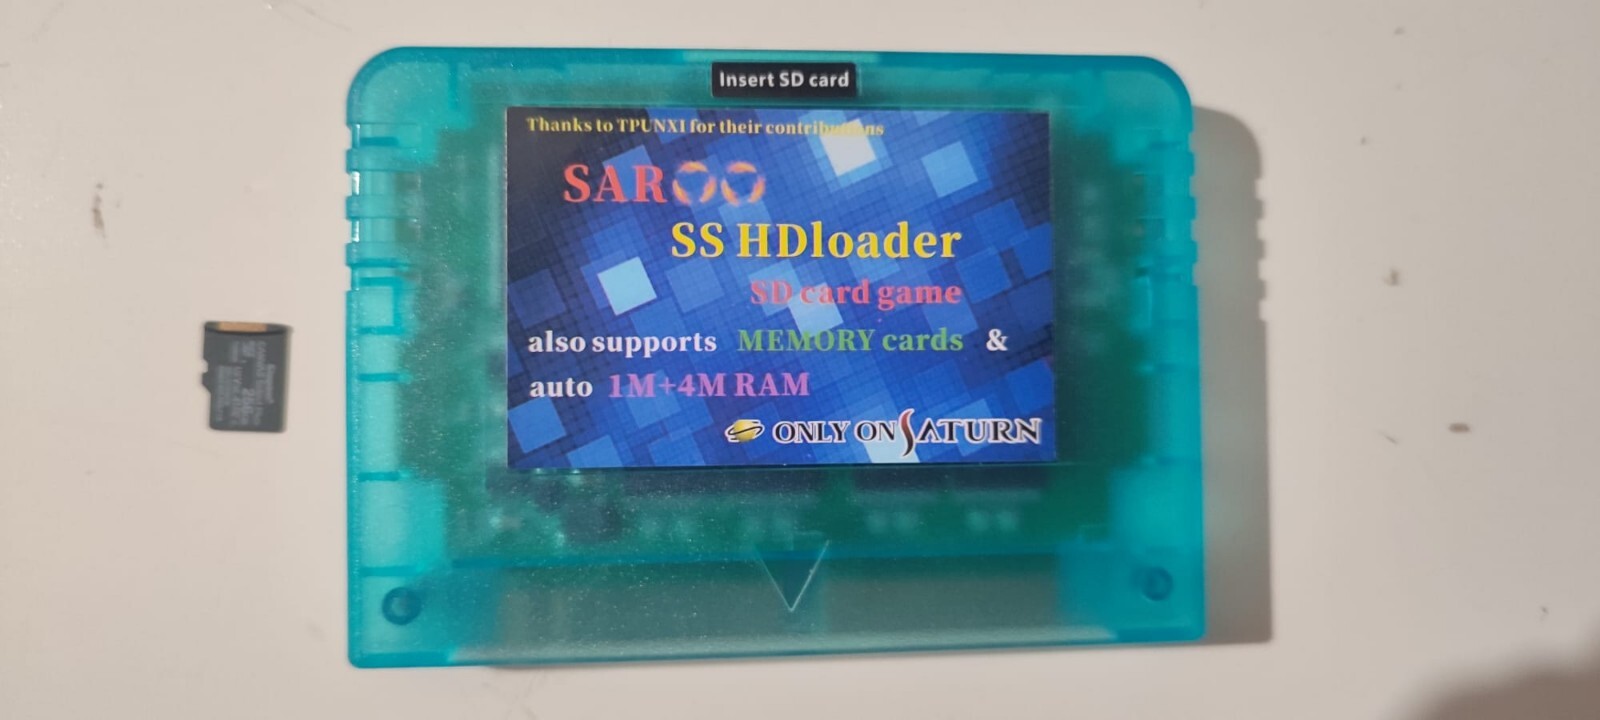 Insert SD card
Thanks to TPUNXI for their contributions
SAROO
SS HDloader
SD card game
also supports MEMORY cards &
auto 1M+4M RAM
ONLY ON SATURN